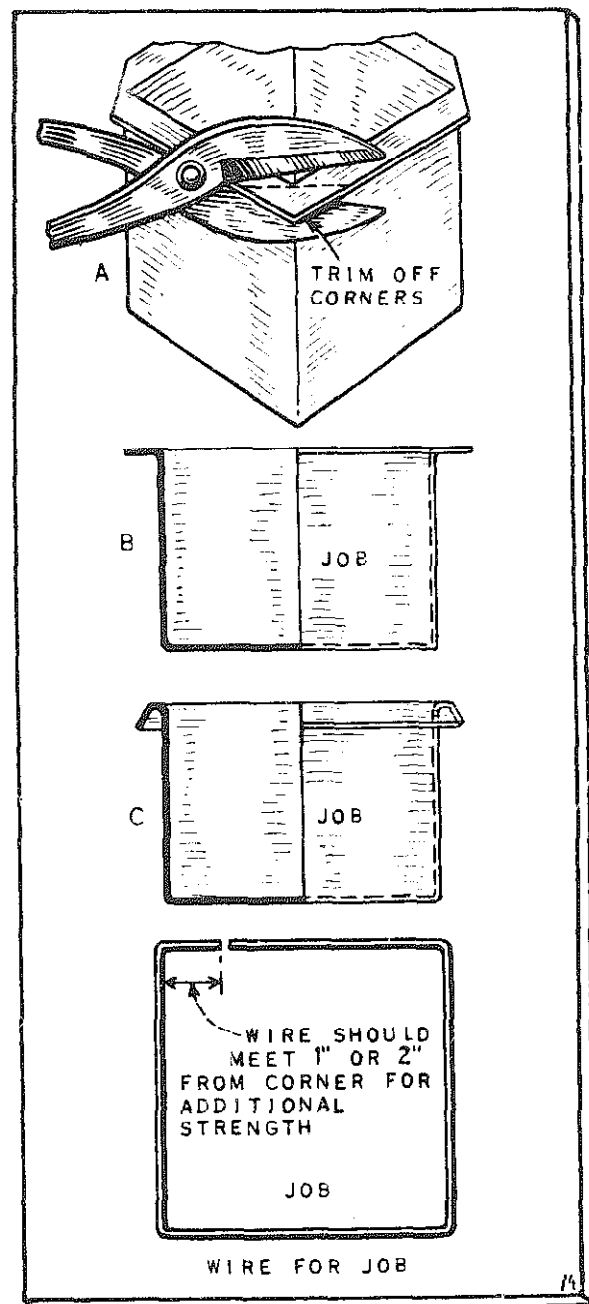 A
TRIM OFF
CORNERS
B
JOB
C
JOB
WIRE SHOULD
MEET 1" OR 2"
FROM CORNER FOR
ADDITIONAL
STRENGTH
JOB
WIRE FOR JOB
14